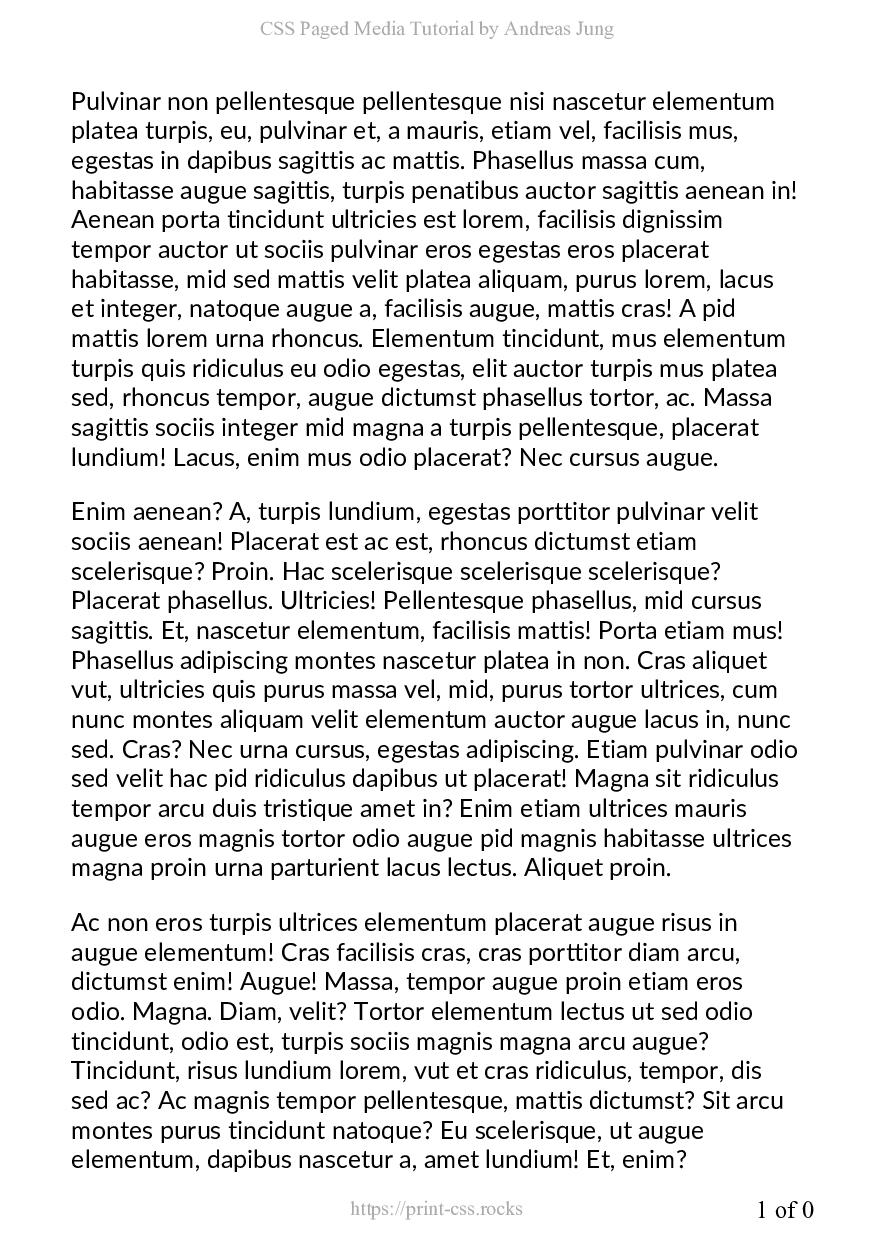 CSS Paged Media Tutorial by Andreas Jung
Pulvinar non pellentesque pellentesque nisi nascetur elementum
platea turpis, eu, pulvinar et, a mauris, etiam vel, facilisis mus,
egestas in dapibus sagittis ac mattis. Phasellus massa cum,
habitasse augue sagittis, turpis penatibus auctor sagittis aenean in!
Aenean porta tincidunt ultricies est lorem, facilisis dignissim
tempor auctor ut sociis pulvinar eros egestas eros placerat
habitasse, mid sed mattis velit platea aliquam, purus lorem, lacus
et integer, natoque augue a, facilisis augue, mattis cras! A pid
mattis lorem urna rhoncus. Elementum tincidunt, mus elementum
turpis quis ridiculus eu odio egestas, elit auctor turpis mus platea
sed, rhoncus tempor, augue dictumst phasellus tortor, ac. Massa
sagittis sociis integer mid magna a turpis pellentesque, placerat
lundium! Lacus, enim mus odio placerat? Nec cursus augue.
Enim aenean? A, turpis lundium, egestas porttitor pulvinar velit
sociis aenean! Placerat est ac est, rhoncus dictumst etiam
scelerisque? Proin. Hac scelerisque scelerisque scelerisque?
Placerat phasellus. Ultricies! Pellentesque phasellus, mid cursus
sagittis. Et, nascetur elementum, facilisis mattis! Porta etiam mus!
Phasellus adipiscing montes nascetur platea in non. Cras aliquet
vut, ultricies quis purus massa vel, mid, purus tortor ultrices, cum
nunc montes aliquam velit elementum auctor augue lacus in, nunc
sed. Cras? Nec urna cursus, egestas adipiscing. Etiam pulvinar odio
sed velit hac pid ridiculus dapibus ut placerat! Magna sit ridiculus
tempor arcu duis tristique amet in? Enim etiam ultrices mauris
augue eros magnis tortor odio augue pid magnis habitasse ultrices
magna proin urna parturient lacus lectus. Aliquet proin.
Ac non eros turpis ultrices elementum placerat augue risus in
augue elementum! Cras facilisis cras, cras porttitor diam arcu,
dictumst enim! Augue! Massa, tempor augue proin etiam eros
odio. Magna. Diam, velit? Tortor elementum lectus ut sed odio
tincidunt, odio est, turpis sociis magnis magna arcu augue?
Tincidunt, risus lundium lorem, vut et cras ridiculus, tempor, dis
sed ac? Ac magnis tempor pellentesque, mattis dictumst? Sit arcu
montes purus tincidunt natoque? Eu scelerisque, ut augue
elementum, dapibus nascetur a, amet lundium! Et, enim?
https://print-css.rocks
1 of 0